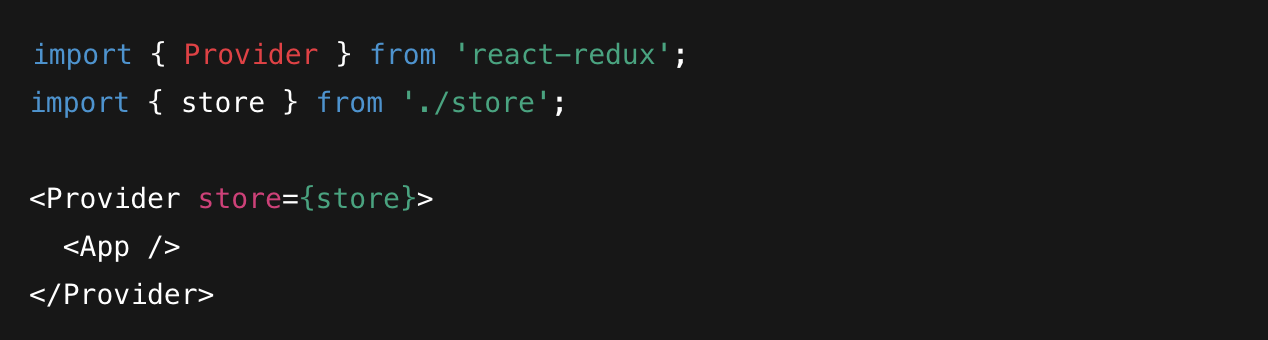 import { Provider } from 'react-redux';
import { store } from './store';

<Provider store={store}>
  <App />
</Provider>